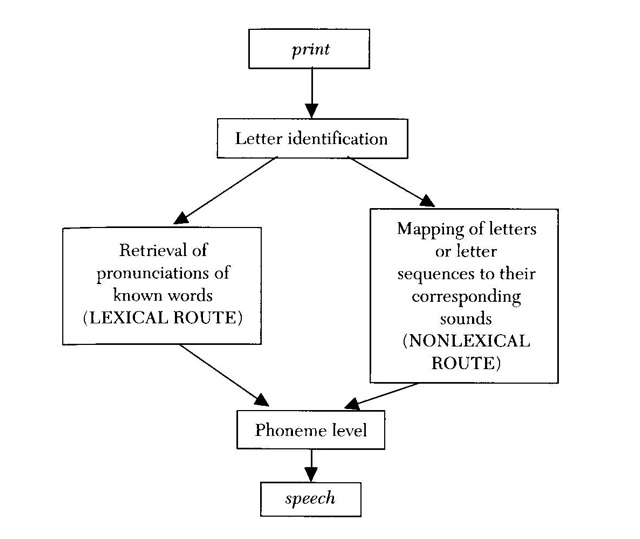 print
Letter identification
Retrieval of
pronunciations of
known words
(LEXICAL ROUTE)
Mapping of letters
or letter
sequences to their
corresponding
sounds
(NONLEXICAL
ROUTE)
Phoneme level
speech